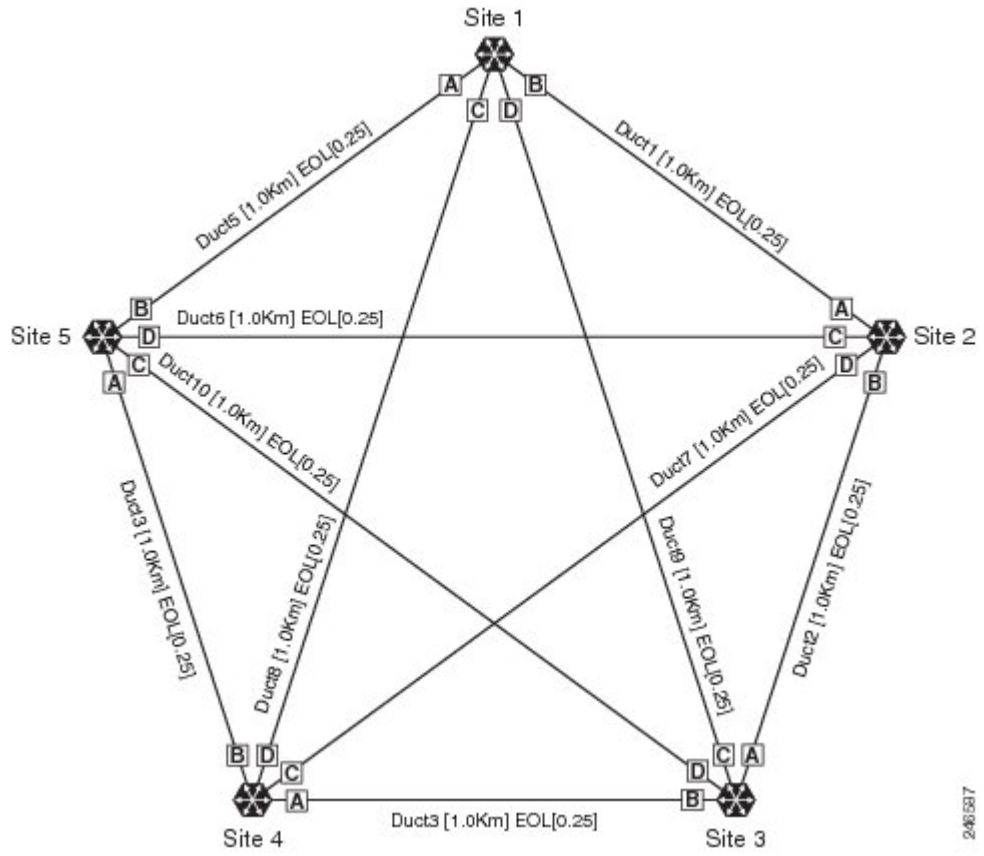 Site 1
A
B
C
D
Duct5 [1.0Km] EOL[0.25]
Duct1 [1.0Km] EOL[0.25]
B
A
Site 5
D
Duct6 [1.0Km] EOL[0.25]
C
Site 2
C
D
A
B
Duct10 [1.0Km] EOL[0.25]
Duct7 [1.0Km] EOL[0.25]
Duct3 [1.0Km] EOL[0.25]
Duct8 [1.0Km] EOL[0.25]
Duct9 [1.0Km] EOL[0.25]
Duct2 [1.0Km] EOL[0.25]
B
D
C
A
C
D
A
B
Duct3 [1.0Km] EOL[0.25]
Site 4
Site 3
246597